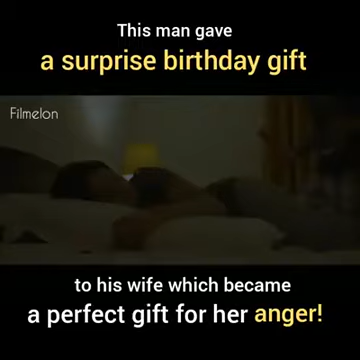 This man gave
a surprise birthday gift
Filmelon
to his wife which became
a perfect gift for her anger!